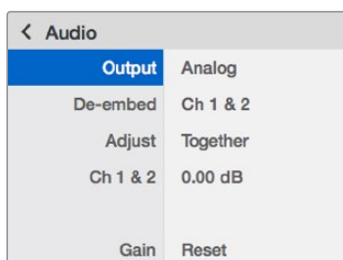 Audio
Output Analog
De-embed Ch 1 & 2
Adjust Together
Ch 1 & 2 0.00 dB
Gain Reset